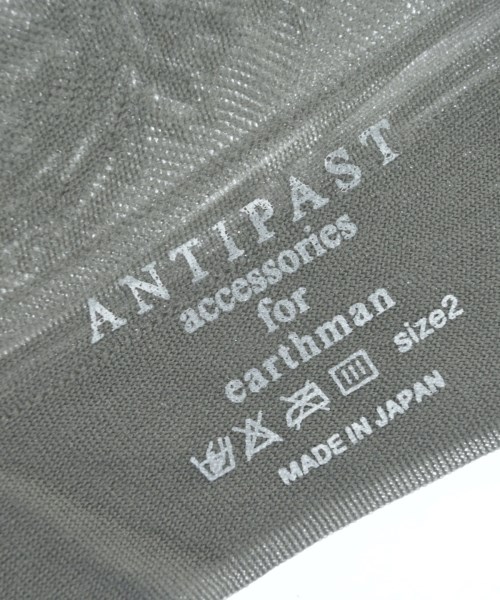 ANTIPAST
accessories
for
earthman
size2
MADE IN JAPAN